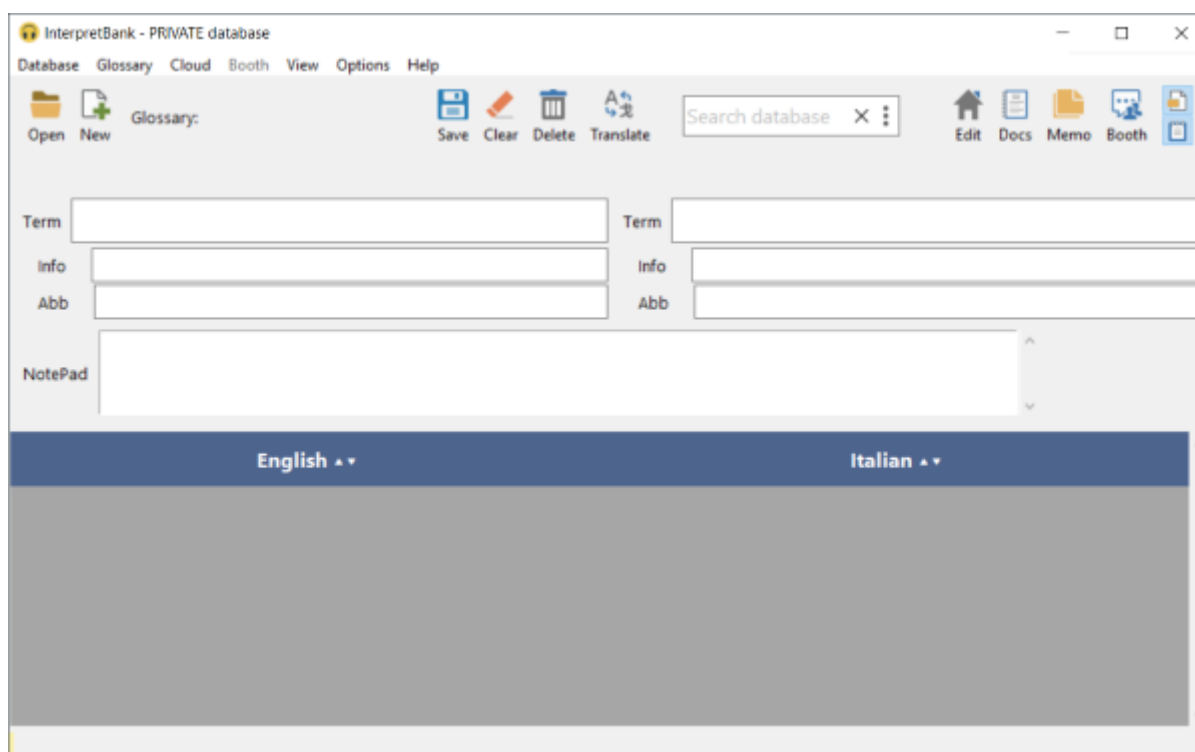 InterpretBank - PRIVATE database
Database Glossary Cloud Booth View Options Help
Open New Glossary: Save Clear Delete Translate Search database Edit Docs Memo Booth
Term Term
Info Info
Abb Abb
NotePad
English Italian